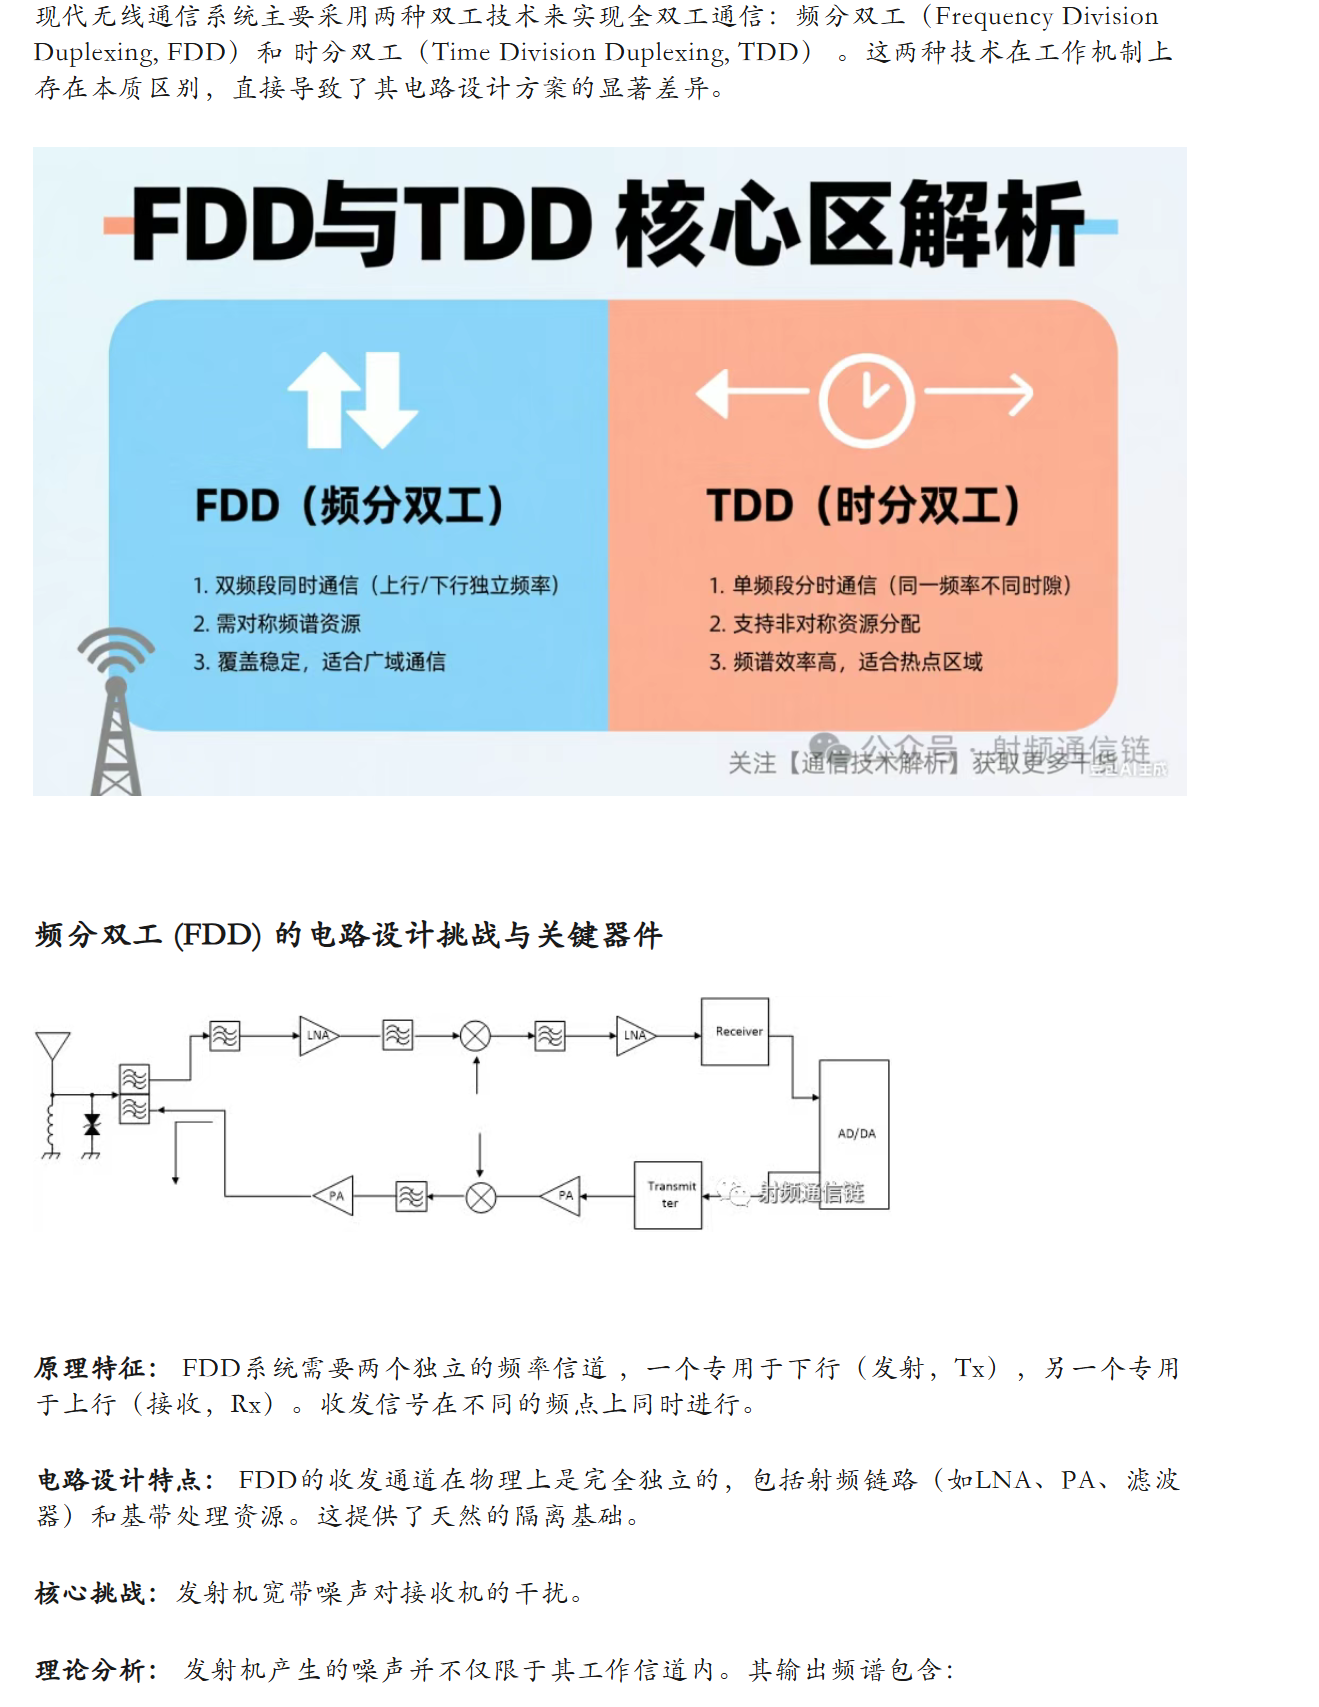 现代无线通信系统主要采用两种双工技术来实现全双工通信：频分双工（Frequency Division
Duplexing, FDD）和 时分双工（Time Division Duplexing, TDD） 。这两种技术在工作机制上
存在本质区别，直接导致了其电路设计方案的显著差异。
FDD与TDD 核心区解析
FDD（频分双工）
1. 双频段同时通信（上行/下行独立频率）
2. 需对称频谱资源
3. 覆盖稳定，适合广域通信
TDD（时分双工）
1. 单频段分时通信（同一频率不同时隙）
2. 支持非对称资源分配
3. 频谱效率高，适合热点区域
公众号 · 射频通信链
关注【通信技术解析】获取更多干货
豆包AI生成
频分双工 (FDD) 的电路设计挑战与关键器件
LNA
LNA
Receiver
AD/DA
PA
PA
Transmit
ter
射频通信链
原理特征： FDD系统需要两个独立的频率信道 ，一个专用于下行（发射，Tx） ，另一个专用
于上行（接收，Rx） 。收发信号在不同的频点上同时进行。
电路设计特点： FDD的收发通道在物理上是完全独立的，包括射频链路（如LNA、PA、滤波
器）和基带处理资源。这提供了天然的隔离基础。
核心挑战：发射机宽带噪声对接收机的干扰。
理论分析： 发射机产生的噪声并不仅限于其工作信道内。其输出频谱包含：